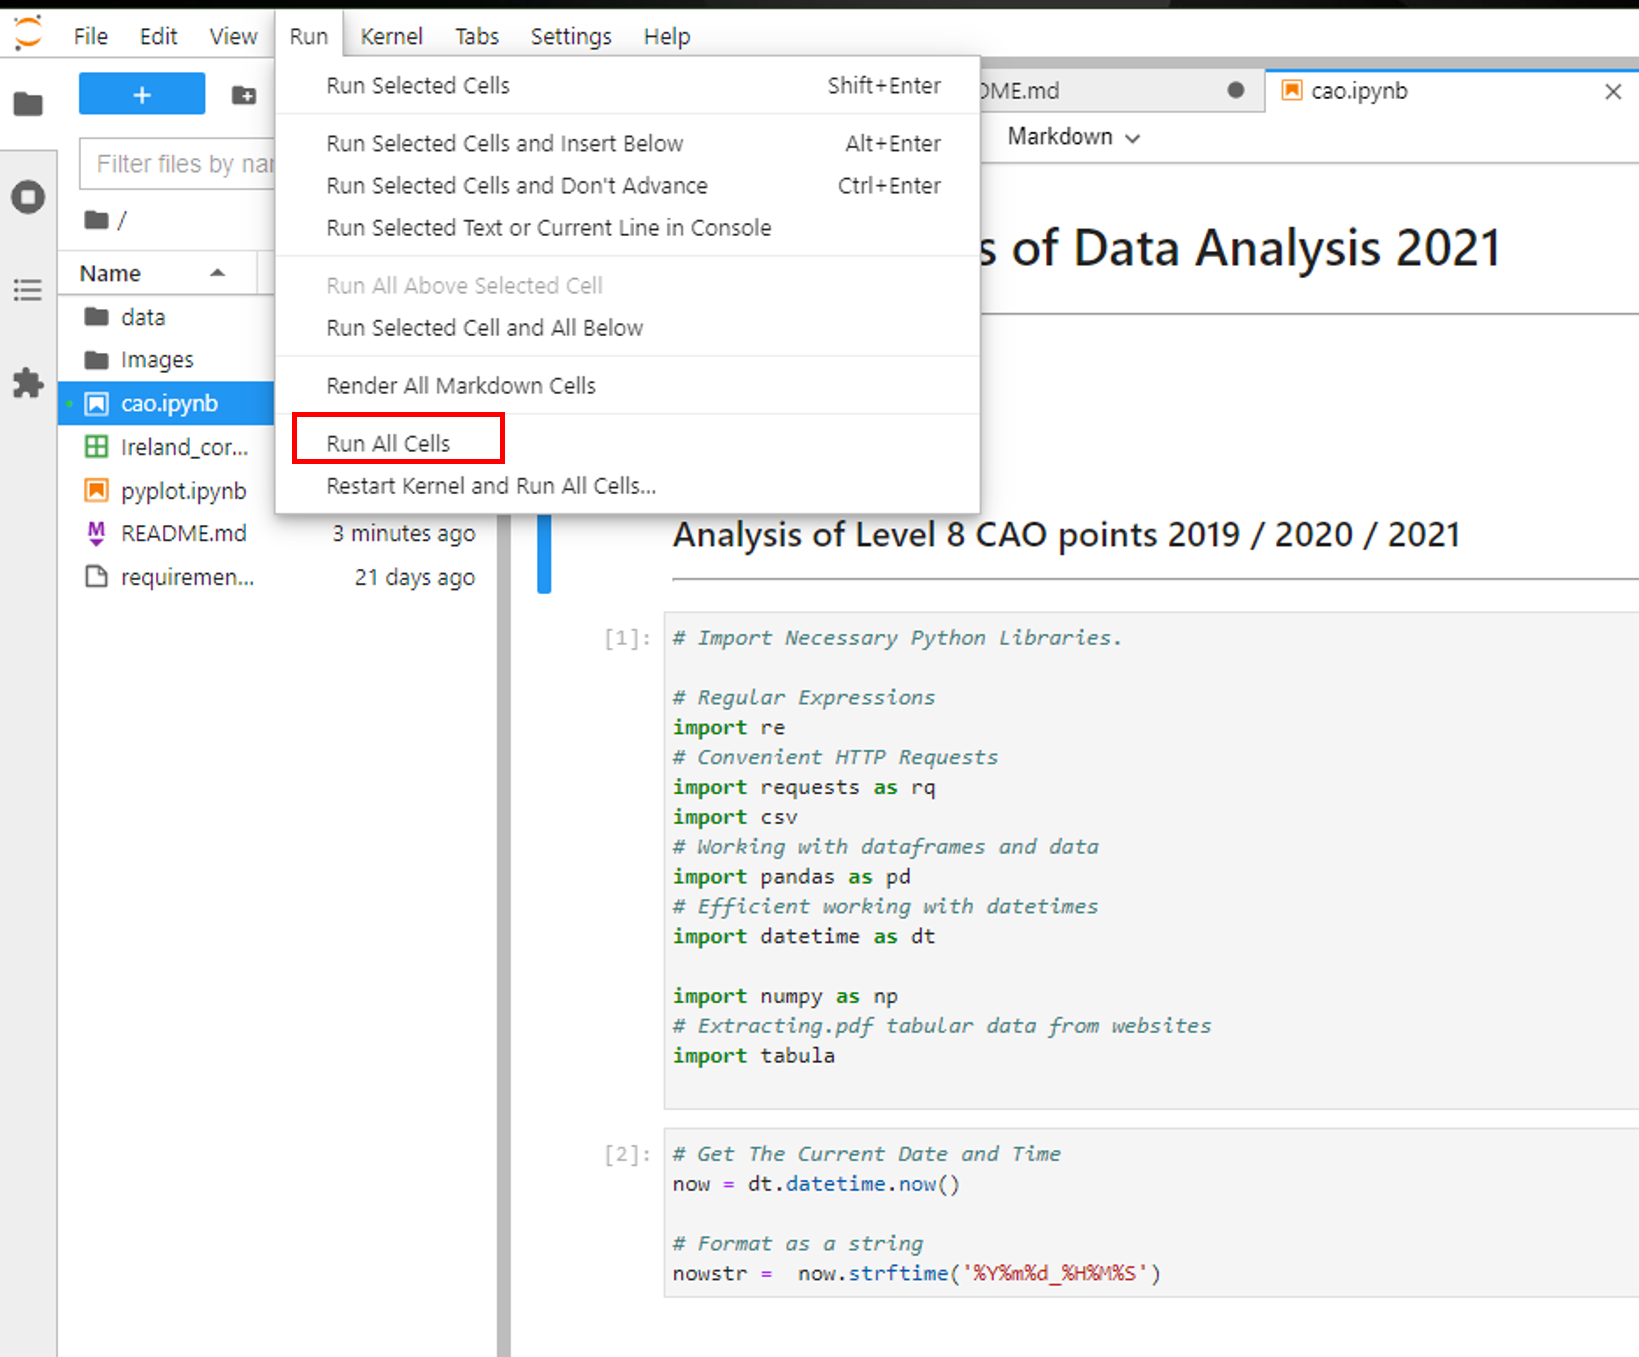 File Edit View Run Kernel Tabs Settings Help
+
Filter files by nar
/
Name
data
Images
cao.ipynb
Ireland_cor...
pyplot.ipynb
README.md 3 minutes ago
requiremen... 21 days ago
Run Selected Cells Shift+Enter
Run Selected Cells and Insert Below Alt+Enter
Run Selected Cells and Don't Advance Ctrl+Enter
Run Selected Text or Current Line in Console
Run All Above Selected Cell
Run Selected Cell and All Below
Render All Markdown Cells
Run All Cells
Restart Kernel and Run All Cells...
OME.md cao.ipynb
Markdown
s of Data Analysis 2021
Analysis of Level 8 CAO points 2019 / 2020 / 2021
[1]: # Import Necessary Python Libraries.
# Regular Expressions
import re
# Convenient HTTP Requests
import requests as rq
import csv
# Working with dataframes and data
import pandas as pd
# Efficient working with datetimes
import datetime as dt
import numpy as np
# Extracting.pdf tabular data from websites
import tabula
[2]: # Get The Current Date and Time
now = dt.datetime.now()
# Format as a string
nowstr =  now.strftime('%Y%m%d_%H%M%S')